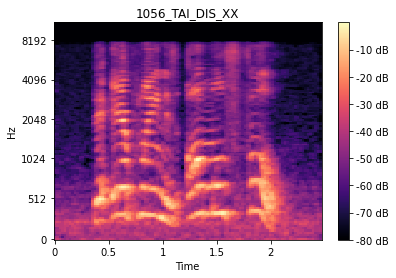 1056_TAI_DIS_XX
8192
4096
2048
1024
512
0
Hz
0
0.5
1
1.5
2
Time
-10 dB
-20 dB
-30 dB
-40 dB
-50 dB
-60 dB
-70 dB
-80 dB